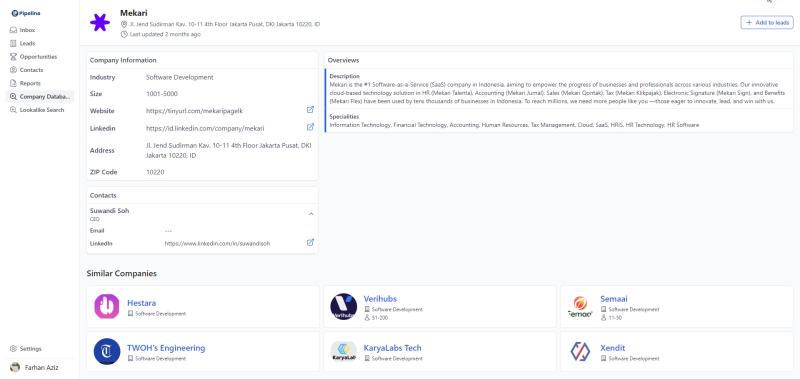 Pipeline
Inbox
Leads
Opportunities
Contacts
Reports
Company Databa...
Lookalike Search
Settings
Farhan Aziz
Mekari
Jl. Jend Sudirman Kav. 10-11 4th Floor Jakarta Pusat, DKI Jakarta 10220, ID
Last updated 2 months ago
Add to leads
Company Information
Industry Software Development
Size 1001-5000
Website https://tinyurl.com/mekaripagelk
Linkedin https://id.linkedin.com/company/mekari
Address Jl. Jend Sudirman Kav. 10-11 4th Floor Jakarta Pusat, DKI
Jakarta 10220, ID
ZIP Code 10220
Contacts
Suwandi Soh
CEO
Email ---
LinkedIn https://www.linkedin.com/in/suwandisoh
Overviews
Description
Mekari is the #1 Software-as-a-Service (SaaS) company in Indonesia, aiming to empower the progress of businesses and professionals across various industries. Our innovative
cloud-based technology solution in HR (Mekari Talenta), Accounting (Mekari Jurnal), Sales (Mekari Qontak), Tax (Mekari Klikpajak), Electronic Signature (Mekari Sign), and Benefits
(Mekari Flex) have been used by tens thousands of businesses in Indonesia. To reach millions, we need more people like you —those eager to innovate, lead, and win with us.
Specialities
Information Technology, Financial Technology, Accounting, Human Resources, Tax Management, Cloud, SaaS, HRIS, HR Technology, HR Software
Similar Companies
Hestara
Software Development
Verihubs
Verihubs
Software Development
51-200
Semaai
Software Development
11-50
TWOH's Engineering
Software Development
KaryaLab
KaryaLabs Tech
Software Development
Xendit
Software Development